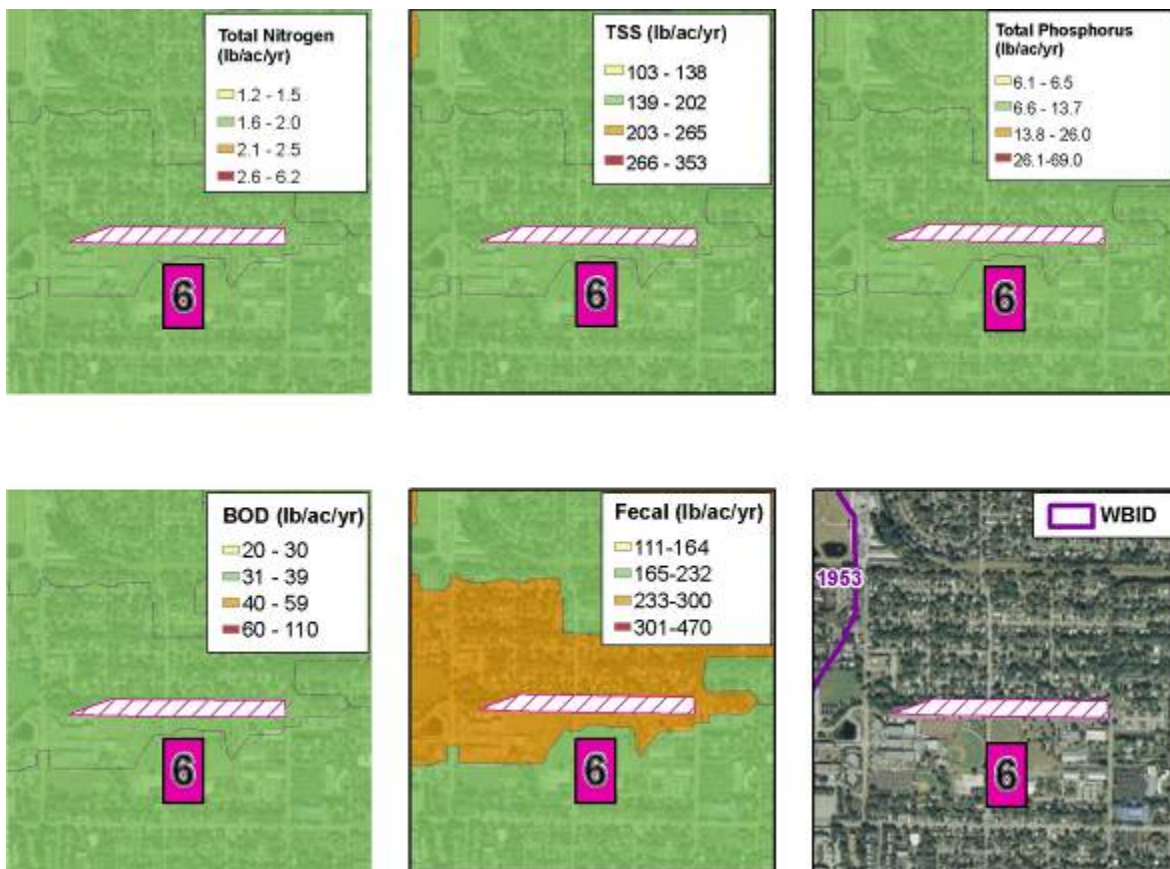 Total Nitrogen
(lb/ac/yr)
1.2 - 1.5
1.6 - 2.0
2.1 - 2.5
2.6 - 6.2
6
TSS (lb/ac/yr)
103 - 138
139 - 202
203 - 265
266 - 353
6
Total Phosphorus
(lb/ac/yr)
6.1 - 6.5
6.6 - 13.7
13.8 - 26.0
26.1-69.0
6
BOD (lb/ac/yr)
20 - 30
31 - 39
40 - 59
60 - 110
6
Fecal (lb/ac/yr)
111-164
165-232
233-300
301-470
6
WBID
1953
6